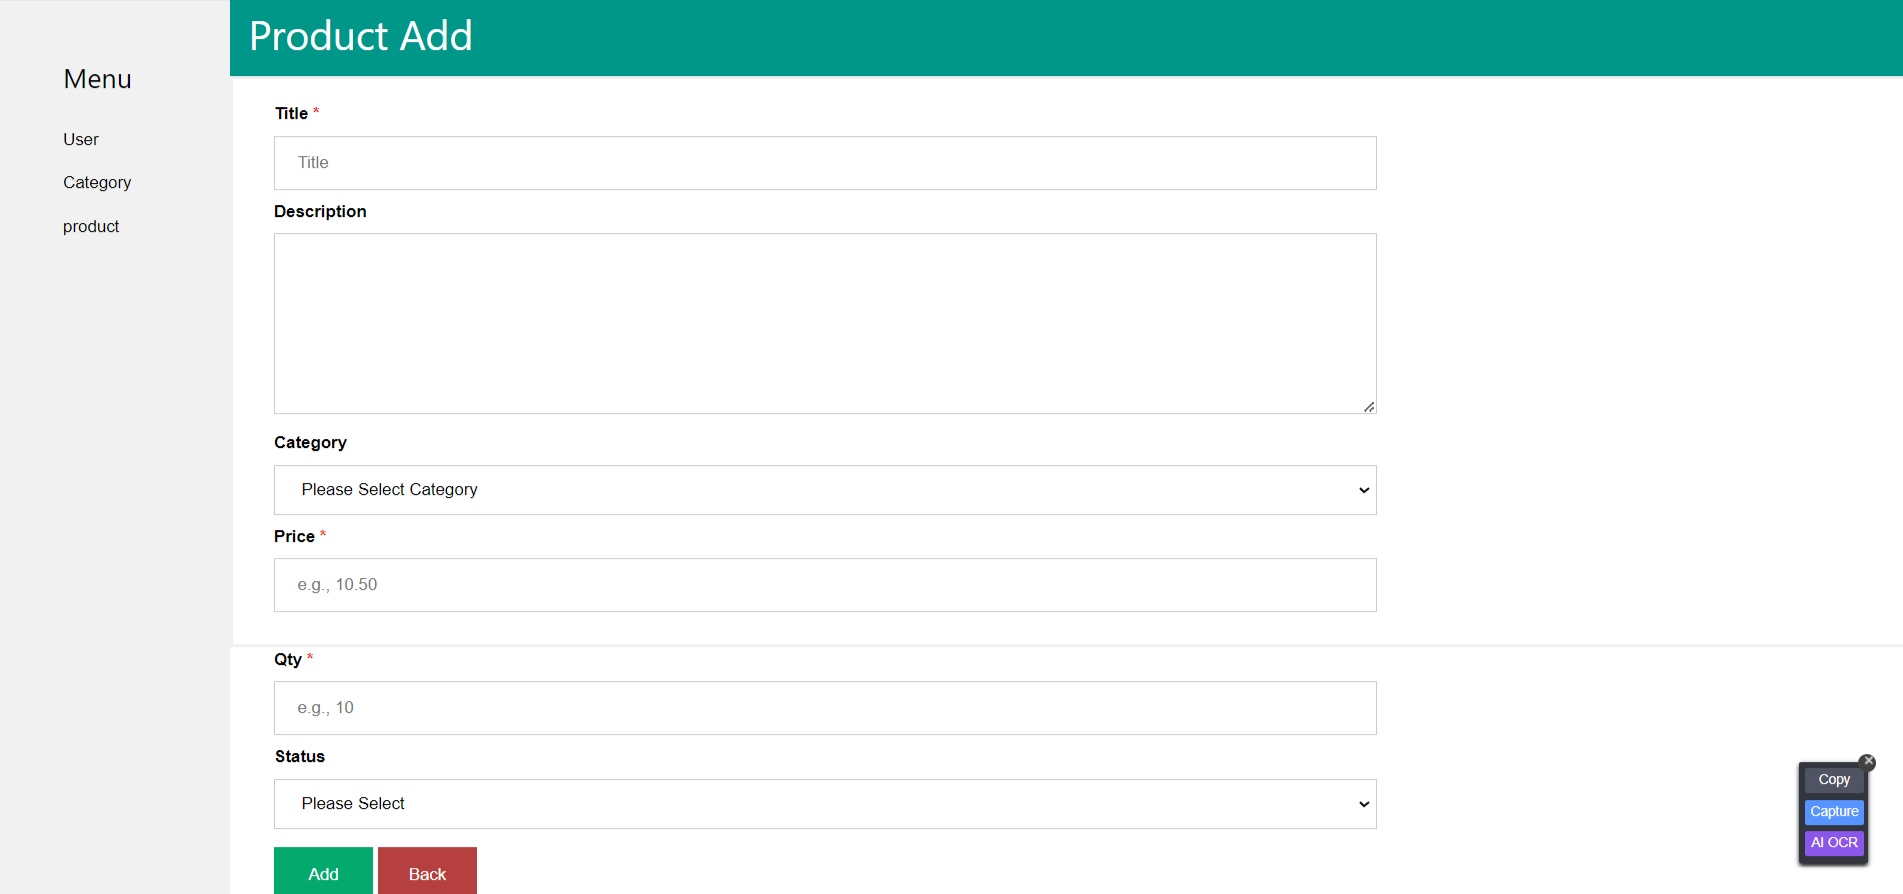 Product Add
Menu
User
Category
product
Title *
Title
Description
Category
Please Select Category
Price *
e.g., 10.50
Qty *
e.g., 10
Status
Please Select
Add
Back
Copy
Capture
AI OCR